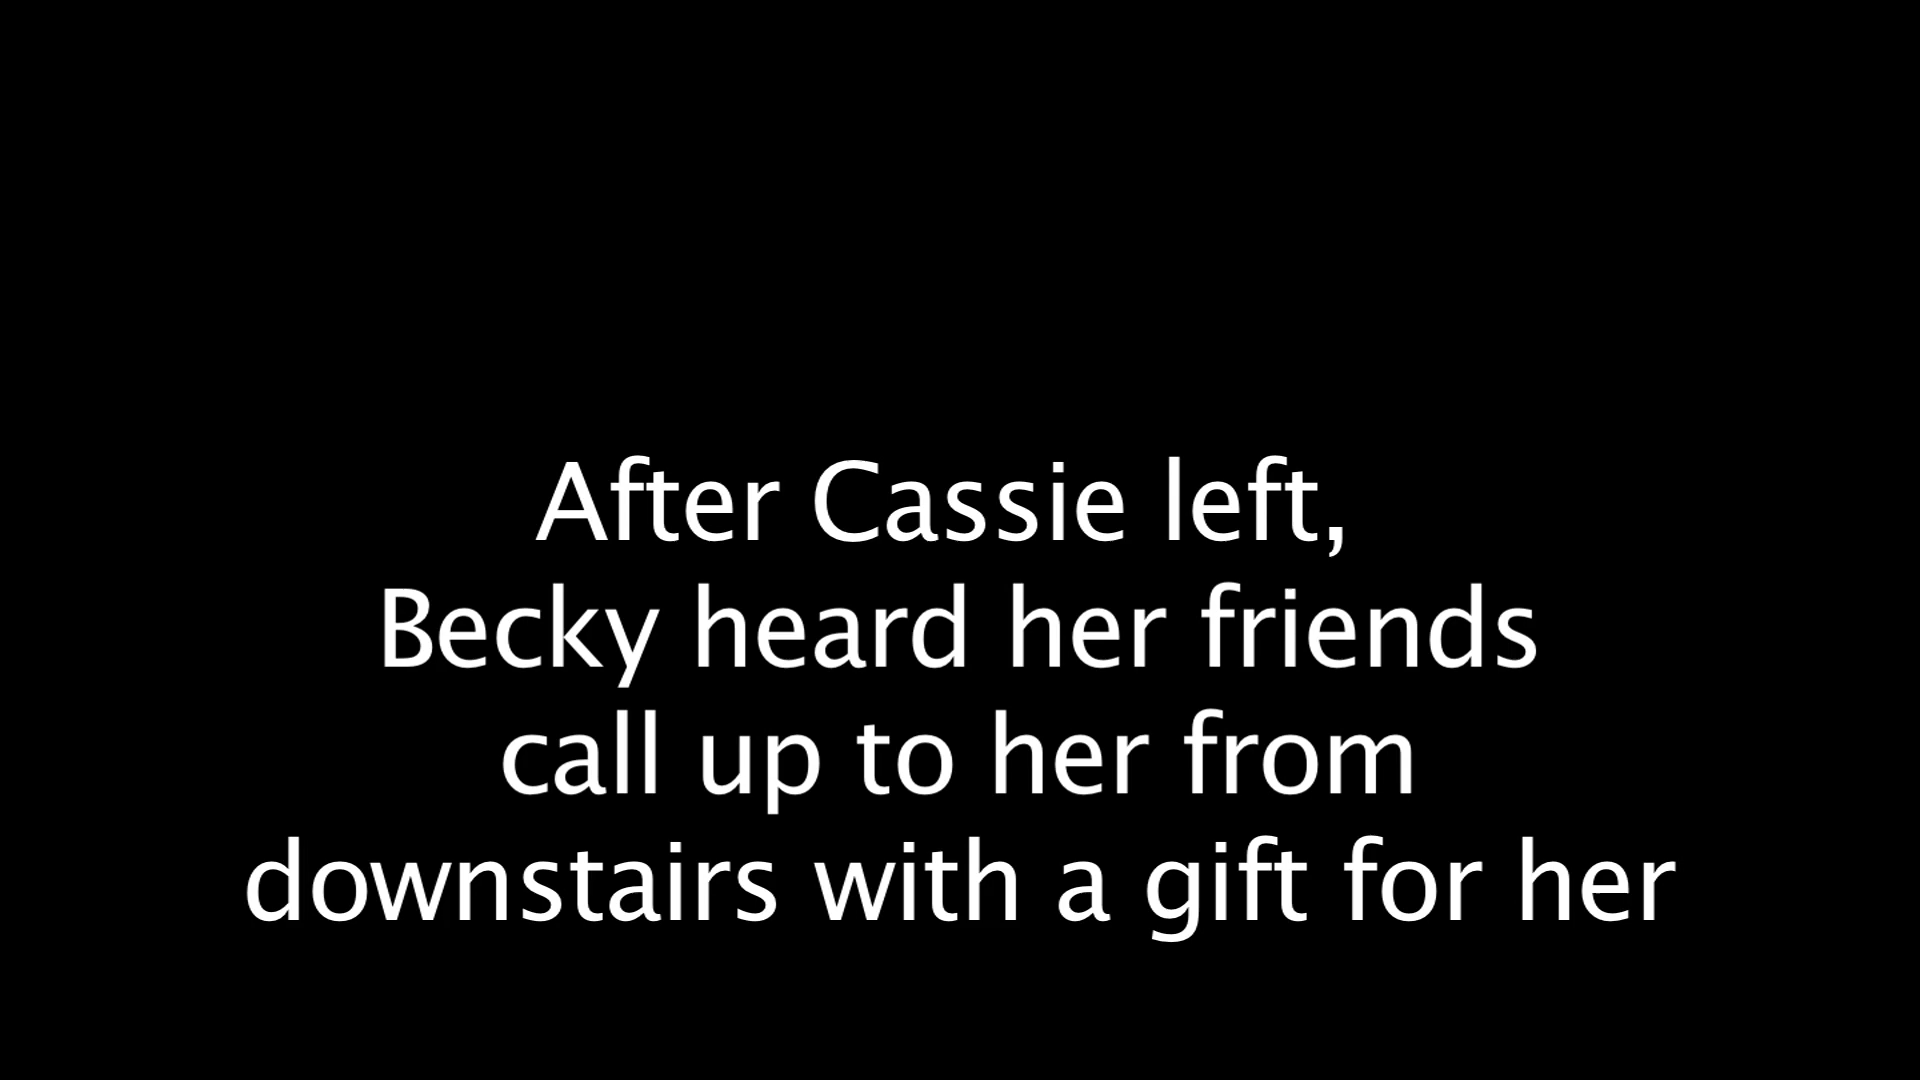 After Cassie left,
Becky heard her friends
call up to her from
downstairs with a gift for her